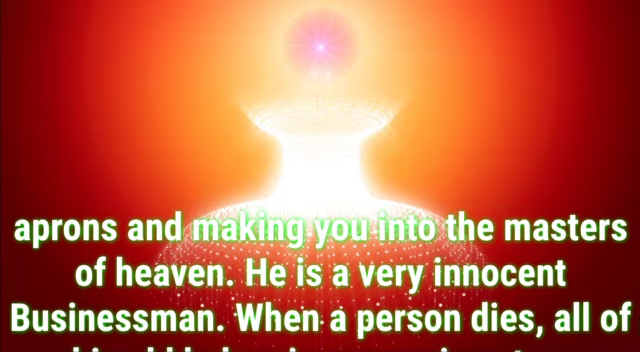 aprons and making you into the masters
of heaven. He is a very innocent
Businessman. When a person dies, all of